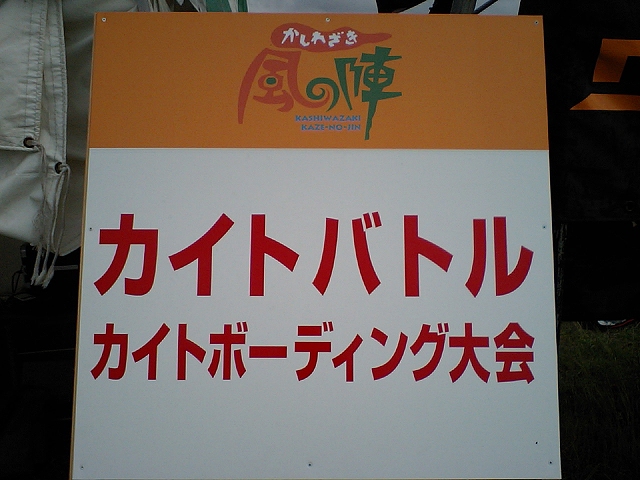 かしわざき
風の陣
KASHIWAZAKI
KAZE-NO-JIN
カイトバトル
カイトボーディング大会